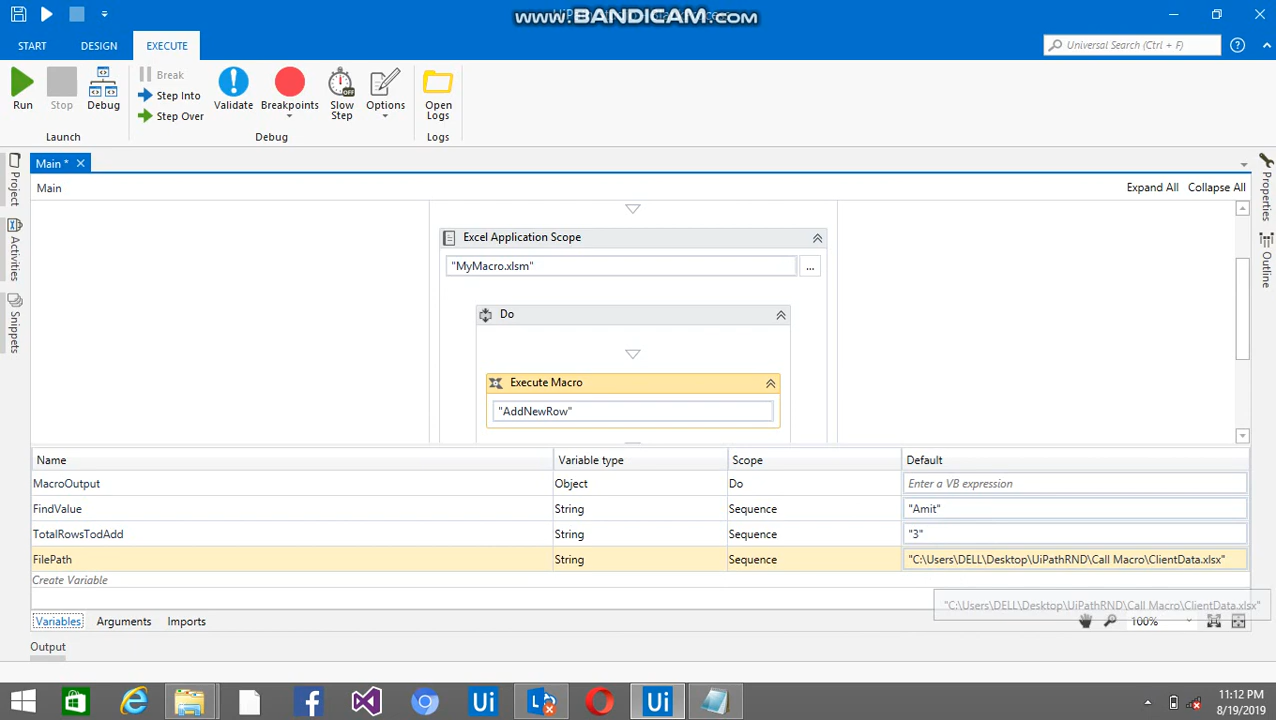 www.BANDICAM.com
START DESIGN EXECUTE
Universal Search (Ctrl + F)
Run Stop Debug
Break
Step Into
Step Over
Validate Breakpoints Slow Step Options
Open Logs
Launch Debug Logs
Main *
Main Expand All Collapse All
Project
Activities
Snippets
Properties
Outline
Excel Application Scope
"MyMacro.xlsm" ...
Do
Execute Macro
"AddNewRow"
Name Variable type Scope Default
MacroOutput Object Do Enter a VB expression
FindValue String Sequence "Amit"
TotalRowsTodAdd String Sequence "3"
FilePath String Sequence "C:\Users\DELL\Desktop\UiPathRND\Call Macro\ClientData.xlsx"
Create Variable
"C:\Users\DELL\Desktop\UiPathRND\Call Macro\ClientData.xlsx"
Variables Arguments Imports 100%
Output
Ui Ui
11:12 PM
8/19/2019